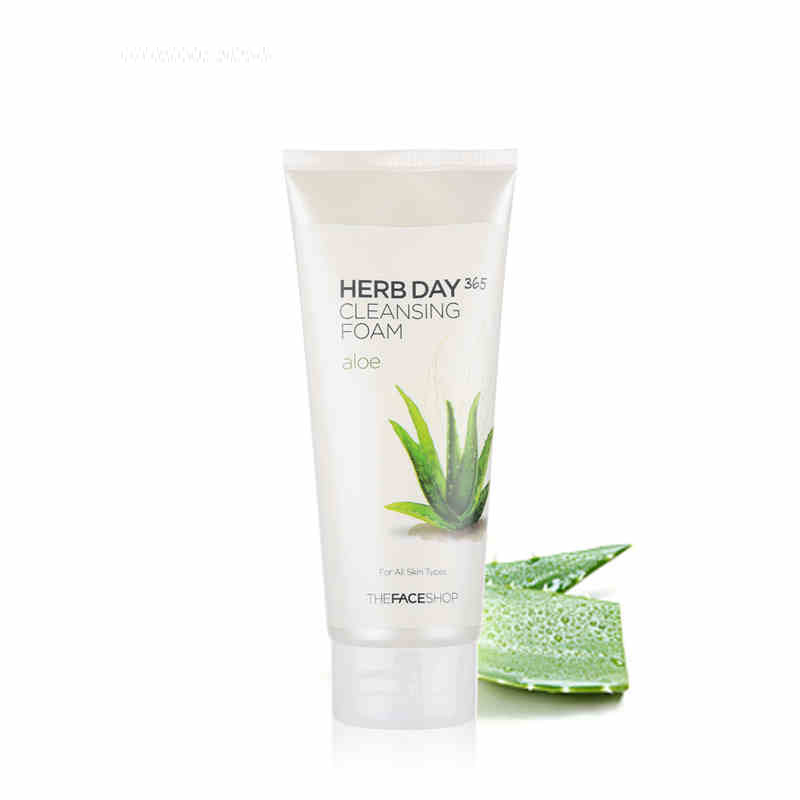 HERB DAY 365
CLEANSING
FOAM
aloe
For All Skin Types
THEFACESHOP